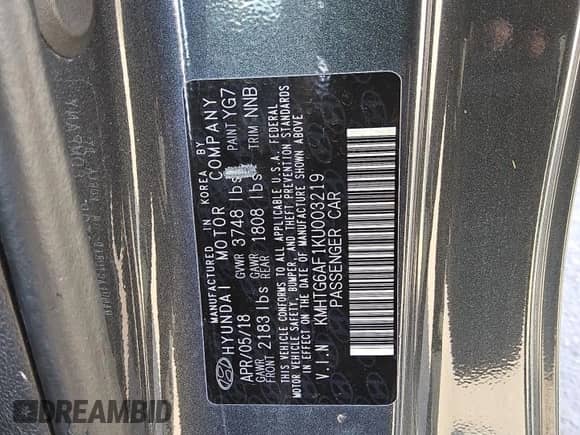 MANUFACTURED IN KOREA BY
HYUNDAI MOTOR COMPANY
APR/05/18 GVWR 3748 lbs PAINT YG7
GAWR FRONT 2183 lbs GAWR REAR 1808 lbs TRIM NNB
THIS VEHICLE CONFORMS TO ALL APPLICABLE U.S.A. FEDERAL
MOTOR VEHICLE SAFETY, BUMPER, AND THEFT PREVENTION STANDARDS
IN EFFECT ON THE DATE OF MANUFACTURE SHOWN ABOVE.
V.I.N KMHTG6AF1KU003219
PASSENGER CAR
DREAMBID